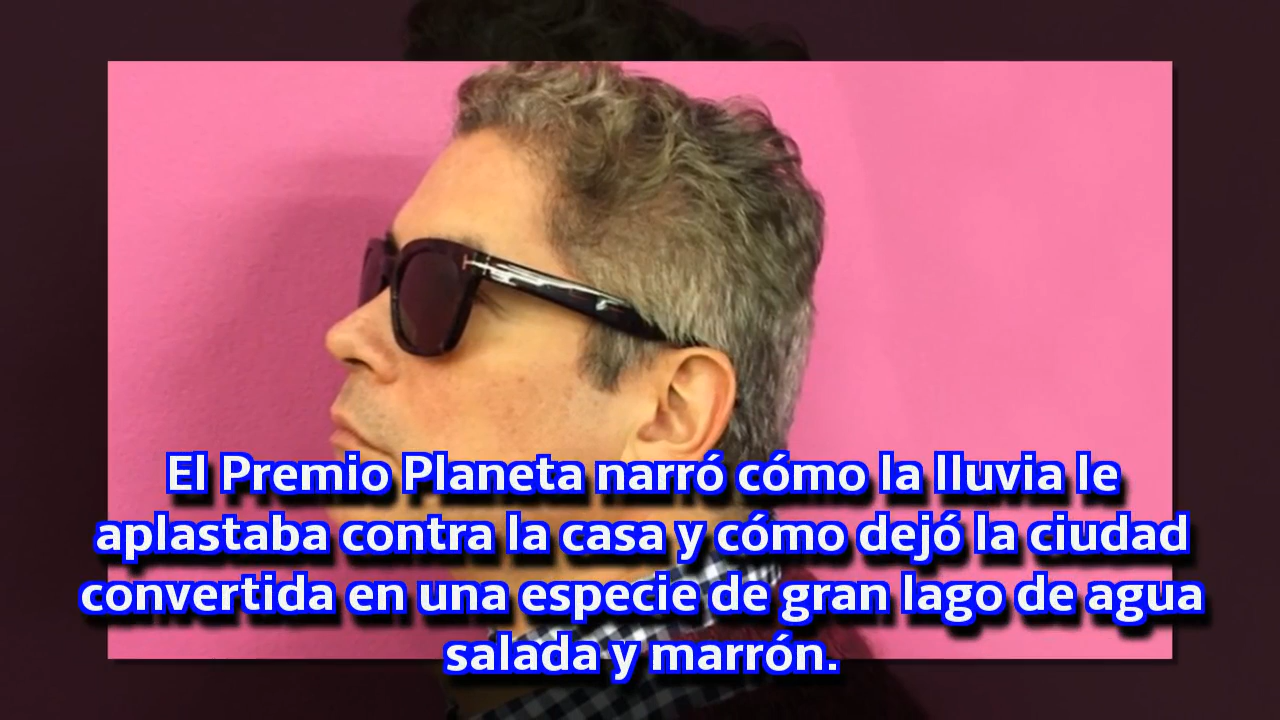 El Premio Planeta narró cómo la lluvia le
aplastaba contra la casa y cómo dejó la ciudad
convertida en una especie de gran lago de agua
salada y marrón.